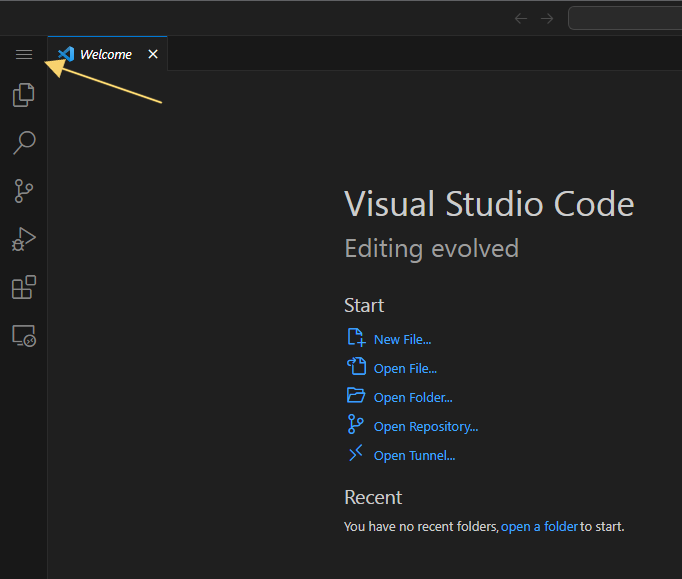 Welcome
Visual Studio Code
Editing evolved
Start
New File...
Open File...
Open Folder...
Open Repository...
Open Tunnel...
Recent
You have no recent folders, open a folder to start.